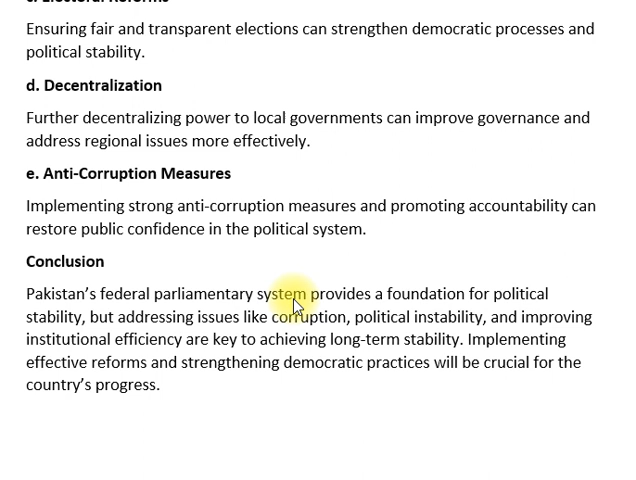 c. Electoral Reforms
Ensuring fair and transparent elections can strengthen democratic processes and
political stability.
d. Decentralization
Further decentralizing power to local governments can improve governance and
address regional issues more effectively.
e. Anti-Corruption Measures
Implementing strong anti-corruption measures and promoting accountability can
restore public confidence in the political system.
Conclusion
Pakistan’s federal parliamentary system provides a foundation for political
stability, but addressing issues like corruption, political instability, and improving
institutional efficiency are key to achieving long-term stability. Implementing
effective reforms and strengthening democratic practices will be crucial for the
country’s progress.